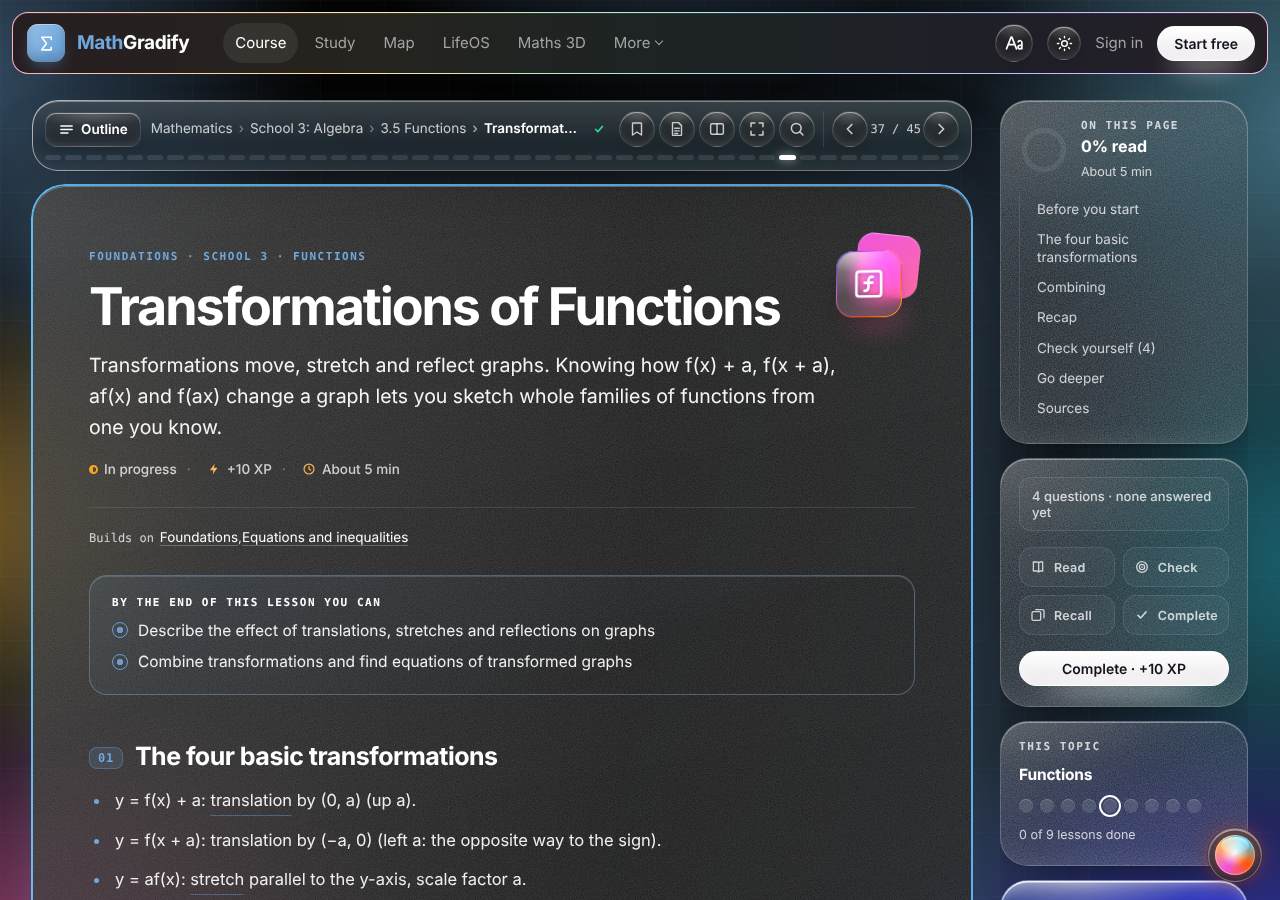 Σ MathGradify Course Study Map LifeOS Maths 3D More Aa Sign in Start free
Outline Mathematics › School 3: Algebra › 3.5 Functions › Transformat... 37 / 45
FOUNDATIONS · SCHOOL 3 · FUNCTIONS
Transformations of Functions
Transformations move, stretch and reflect graphs. Knowing how f(x) + a, f(x + a),
af(x) and f(ax) change a graph lets you sketch whole families of functions from
one you know.
In progress · +10 XP · About 5 min
Builds on Foundations,Equations and inequalities
BY THE END OF THIS LESSON YOU CAN
Describe the effect of translations, stretches and reflections on graphs
Combine transformations and find equations of transformed graphs
01 The four basic transformations
y = f(x) + a: translation by (0, a) (up a).
y = f(x + a): translation by (−a, 0) (left a: the opposite way to the sign).
y = af(x): stretch parallel to the y-axis, scale factor a.
ON THIS PAGE
0% read
About 5 min
Before you start
The four basic
transformations
Combining
Recap
Check yourself (4)
Go deeper
Sources
4 questions · none answered
yet
Read Check
Recall Complete
Complete · +10 XP
THIS TOPIC
Functions
0 of 9 lessons done